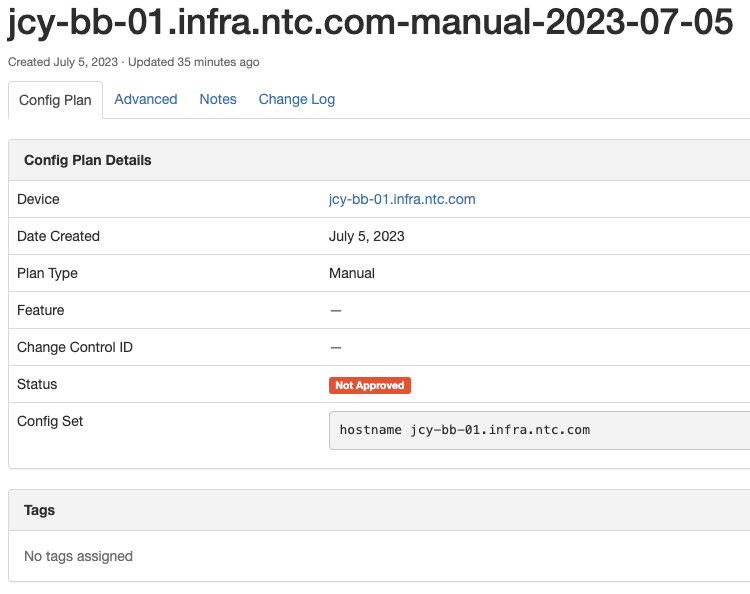 jcy-bb-01.infra.ntc.com-manual-2023-07-05
Created July 5, 2023 · Updated 35 minutes ago
Config Plan Advanced Notes Change Log
Config Plan Details
Device jcy-bb-01.infra.ntc.com
Date Created July 5, 2023
Plan Type Manual
Feature —
Change Control ID —
Status Not Approved
Config Set hostname jcy-bb-01.infra.ntc.com
Tags
No tags assigned